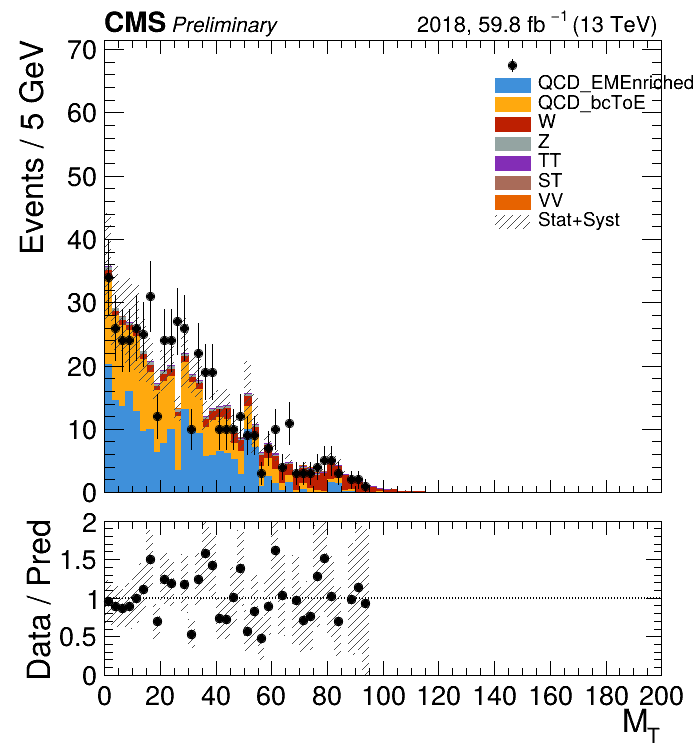 CMS Preliminary 2018, 59.8 fb⁻¹ (13 TeV)
Events / 5 GeV
70
60
50
40
30
20
10
0
QCD_EMEnriched
QCD_bcToE
W
Z
TT
ST
VV
Stat+Syst
Data / Pred
2
1.5
1
0.5
0
0 20 40 60 80 100 120 140 160 180 200
M_T